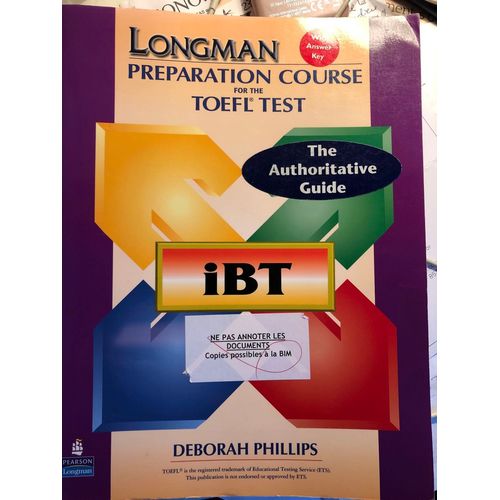 LONGMAN
With
Answer
Key
PREPARATION COURSE
FOR THE
TOEFL® TEST
The
Authoritative
Guide
iBT
NE PAS ANNOTER LES
DOCUMENTS
Copies possibles à la BIM
DEBORAH PHILLIPS
PEARSON
Longman
TOEFL® is the registered trademark of Educational Testing Service (ETS).
This publication is not endorsed or approved by ETS.